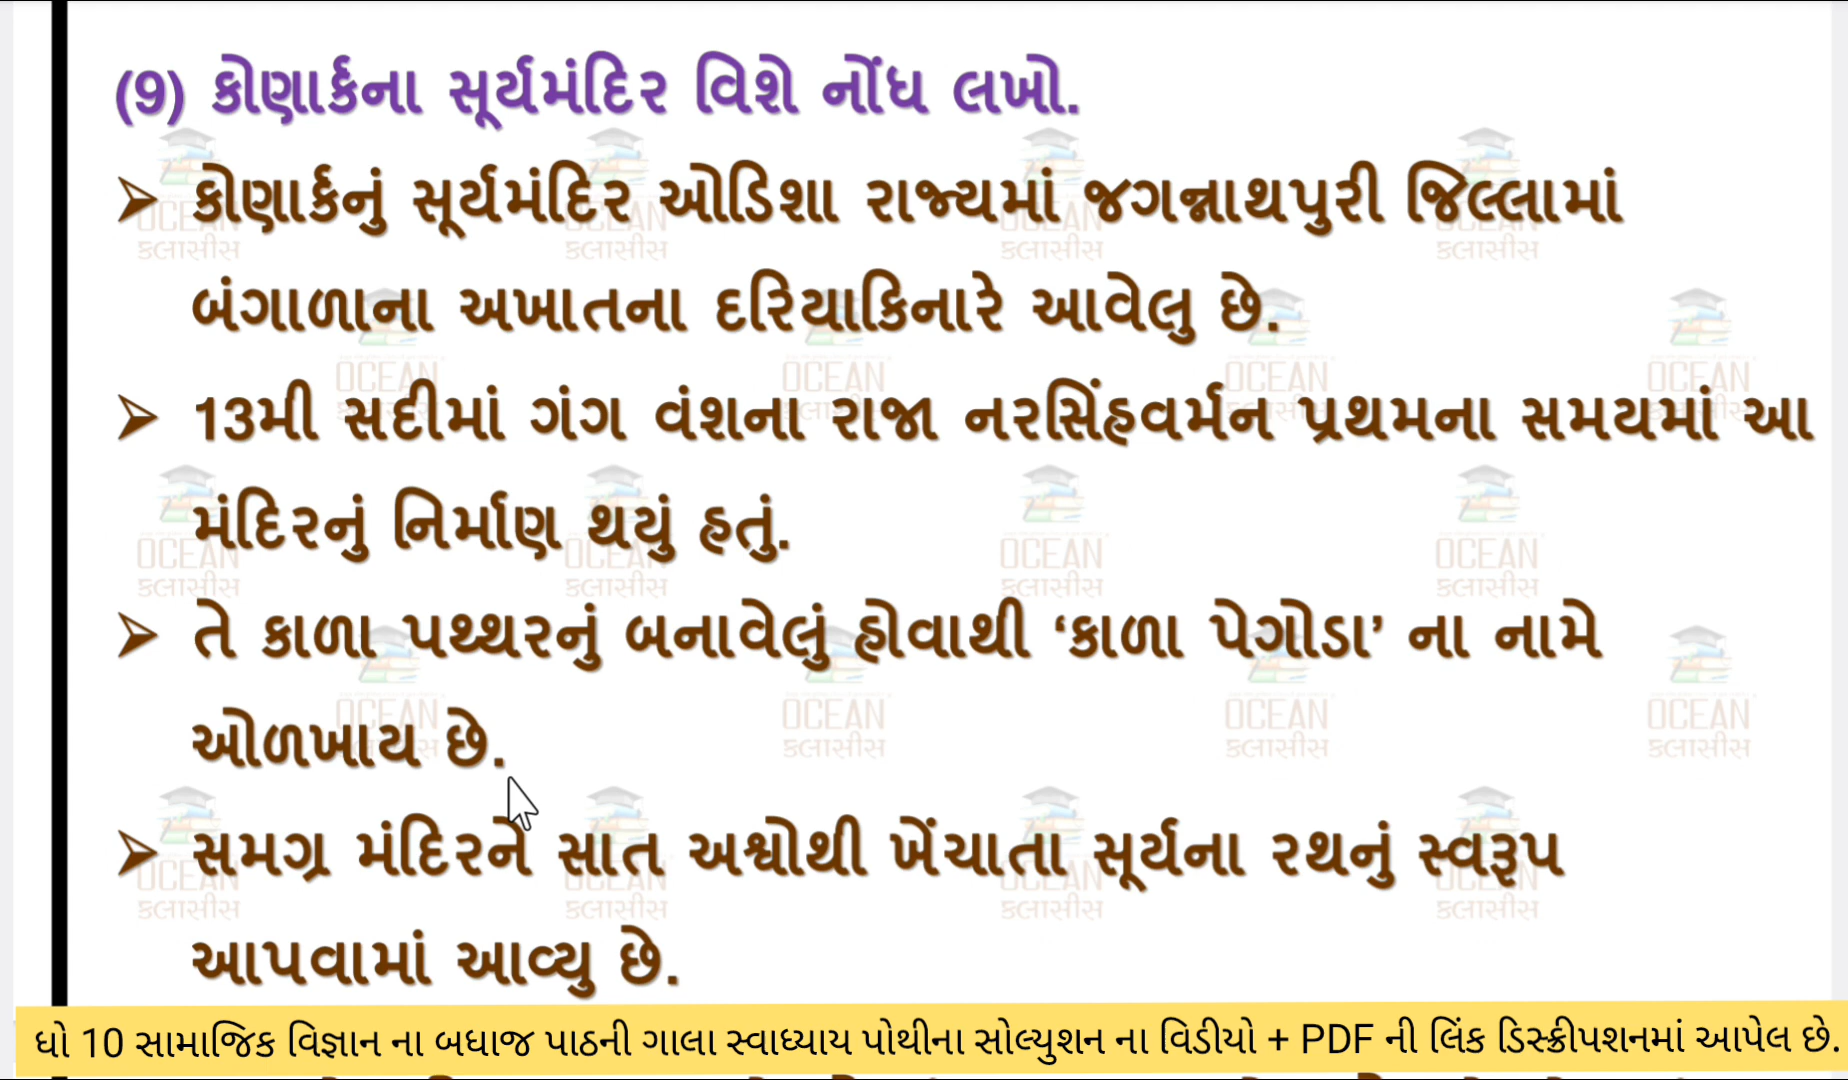 (9) કોણાર્કના સૂર્યમંદિર વિશે નોંધ લખો.
➢ કોણાર્કનું સૂર્યમંદિર ઓડિશા રાજ્યમાં જગન્નાથપુરી જિલ્લામાં
બંગાળાના અખાતના દરિયાકિનારે આવેલુ છે.
➢ 13મી સદીમાં ગંગ વંશના રાજા નરસિંહવર્મન પ્રથમના સમયમાં આ
મંદિરનું નિર્માણ થયું હતું.
➢ તે કાળા પથ્થરનું બનાવેલું હોવાથી ‘કાળા પેગોડા’ ના નામે
ઓળખાય છે.
➢ સમગ્ર મંદિરને સાત અશ્વોથી ખેંચાતા સૂર્યના રથનું સ્વરૂપ
આપવામાં આવ્યુ છે.
ધો 10 સામાજિક વિજ્ઞાન ના બધાજ પાઠની ગાલા સ્વાધ્યાય પોથીના સોલ્યુશન ના વિડીયો + PDF ની લિંક ડિસ્ક્રીપશનમાં આપેલ છે.
OCEAN
ક્લાસીસ